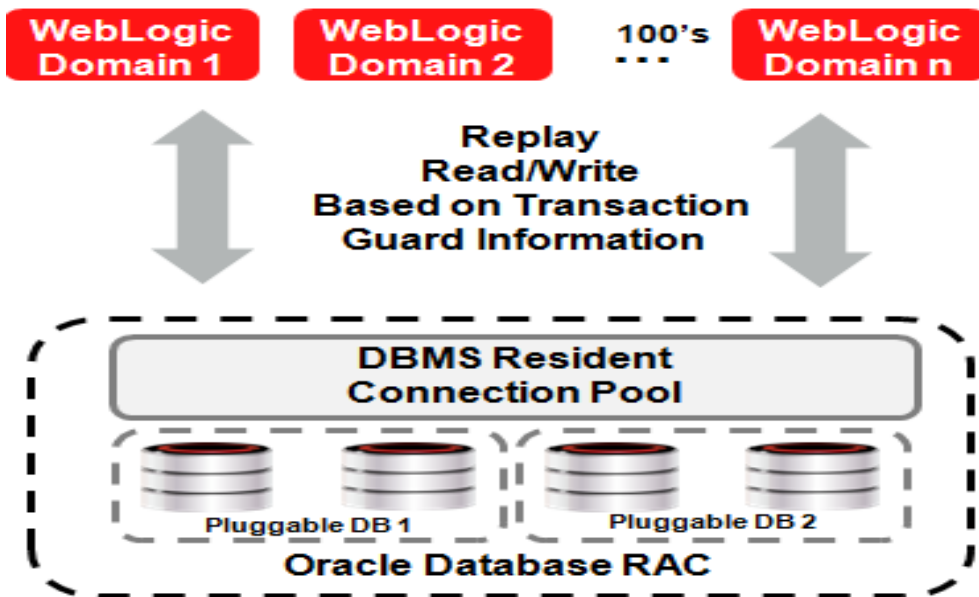 WebLogic
Domain 1
WebLogic
Domain 2
100's
...
WebLogic
Domain n
Replay
Read/Write
Based on Transaction
Guard Information
DBMS Resident
Connection Pool
Pluggable DB 1
Pluggable DB 2
Oracle Database RAC